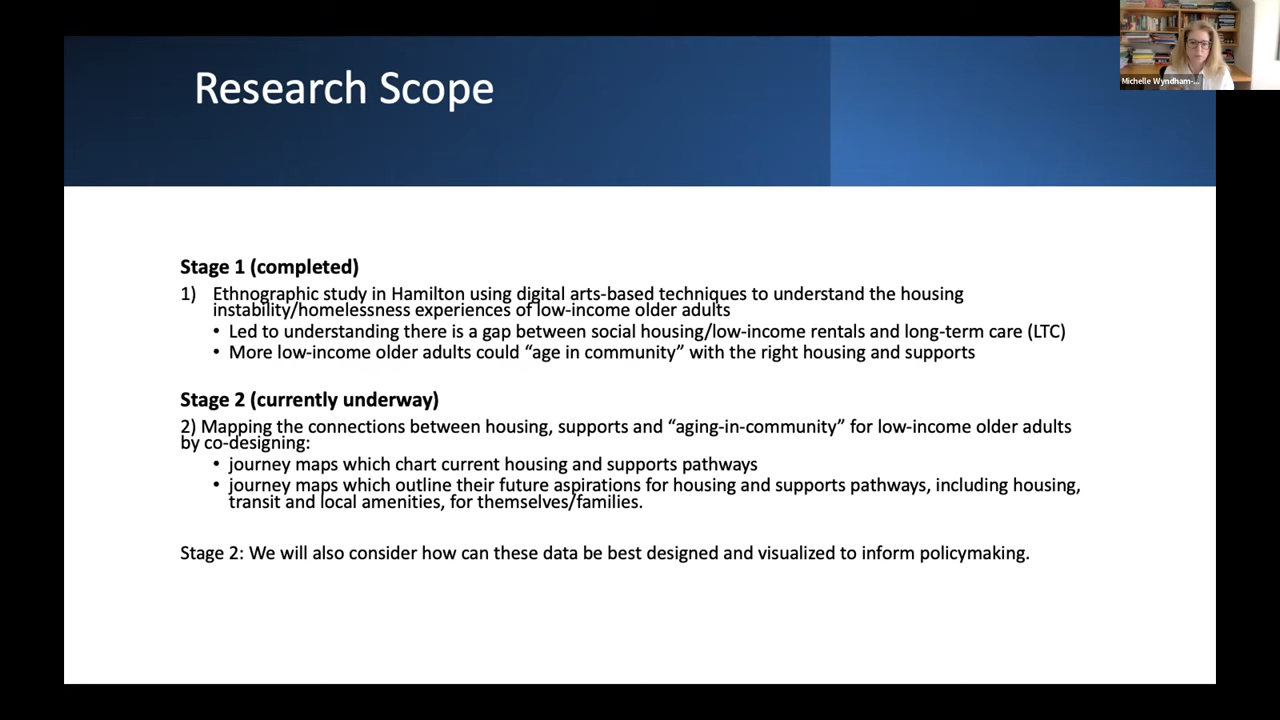 Research Scope
Michelle Wyndham-...
Stage 1 (completed)
1) Ethnographic study in Hamilton using digital arts-based techniques to understand the housing
instability/homelessness experiences of low-income older adults
• Led to understanding there is a gap between social housing/low-income rentals and long-term care (LTC)
• More low-income older adults could “age in community” with the right housing and supports
Stage 2 (currently underway)
2) Mapping the connections between housing, supports and “aging-in-community” for low-income older adults
by co-designing:
• journey maps which chart current housing and supports pathways
• journey maps which outline their future aspirations for housing and supports pathways, including housing,
transit and local amenities, for themselves/families.
Stage 2: We will also consider how can these data be best designed and visualized to inform policymaking.